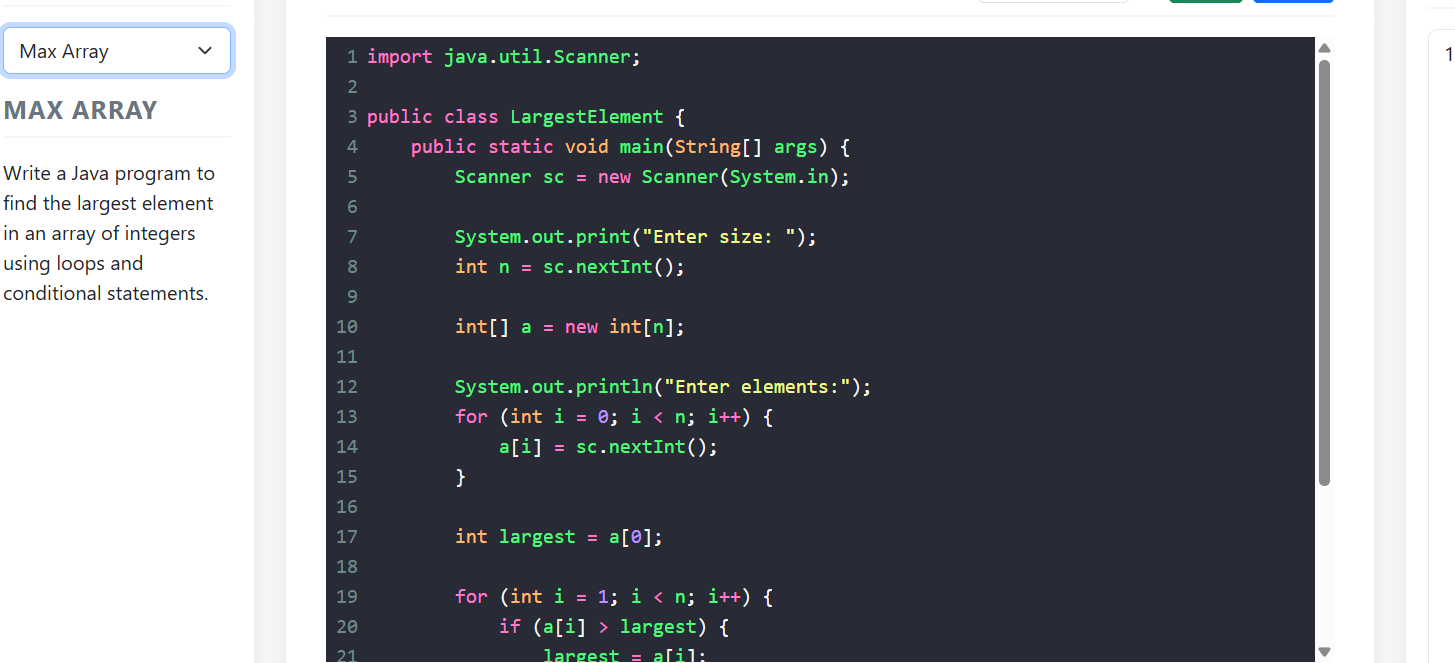 Max Array
MAX ARRAY
Write a Java program to
find the largest element
in an array of integers
using loops and
conditional statements.
1 import java.util.Scanner;
2
3 public class LargestElement {
4     public static void main(String[] args) {
5         Scanner sc = new Scanner(System.in);
6
7         System.out.print("Enter size: ");
8         int n = sc.nextInt();
9
10         int[] a = new int[n];
11
12         System.out.println("Enter elements:");
13         for (int i = 0; i < n; i++) {
14             a[i] = sc.nextInt();
15         }
16
17         int largest = a[0];
18
19         for (int i = 1; i < n; i++) {
20             if (a[i] > largest) {
21                 largest = a[i];
1